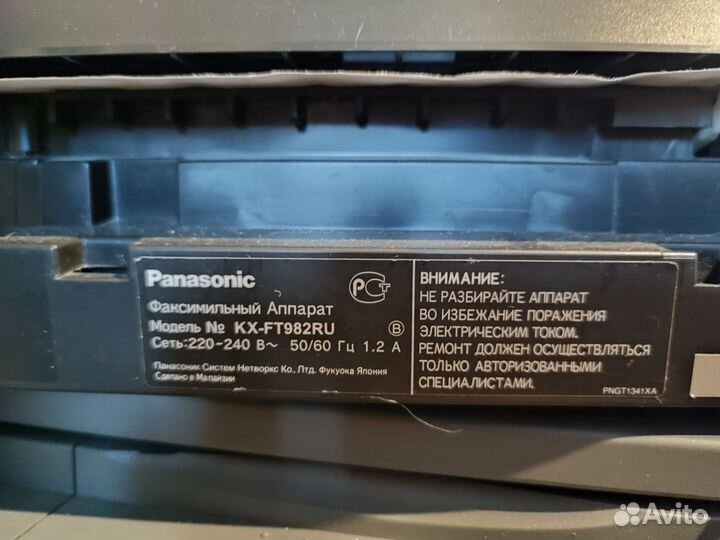 Panasonic
РСТ
Факсимильный Аппарат
Модель № KX-FT982RU
B
Сеть:220-240 В~ 50/60 Гц 1.2 А
Панасоник Систем Нетворкс Ко., Лтд. Фукуока Япония
Сделано в Малайзии
ВНИМАНИЕ:
НЕ РАЗБИРАЙТЕ АППАРАТ
ВО ИЗБЕЖАНИЕ ПОРАЖЕНИЯ
ЭЛЕКТРИЧЕСКИМ ТОКОМ.
РЕМОНТ ДОЛЖЕН ОСУЩЕСТВЛЯТЬСЯ
ТОЛЬКО АВТОРИЗОВАННЫМИ
СПЕЦИАЛИСТАМИ.
PNGT1341XA
Avito